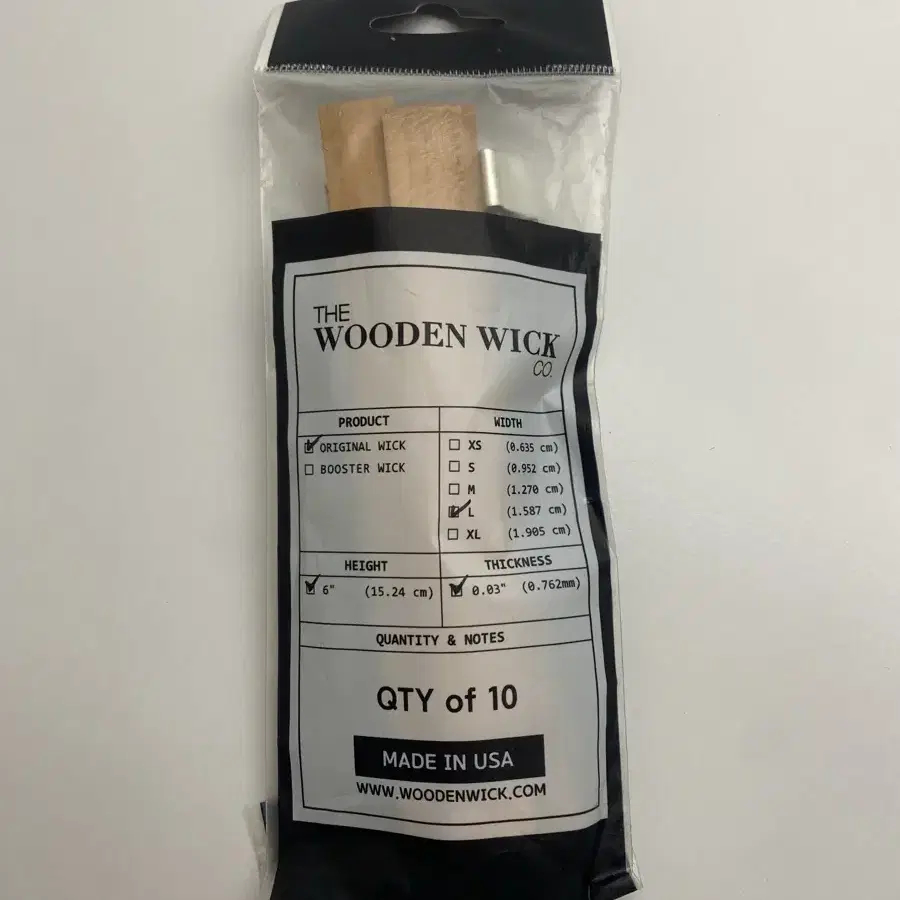 THE
WOODEN WICK
CO.
PRODUCT
ORIGINAL WICK
BOOSTER WICK
WIDTH
XS (0.635 cm)
S (0.952 cm)
M (1.270 cm)
L (1.587 cm)
XL (1.905 cm)
HEIGHT
6" (15.24 cm)
THICKNESS
0.03" (0.762mm)
QUANTITY & NOTES
QTY of 10
MADE IN USA
WWW.WOODENWICK.COM